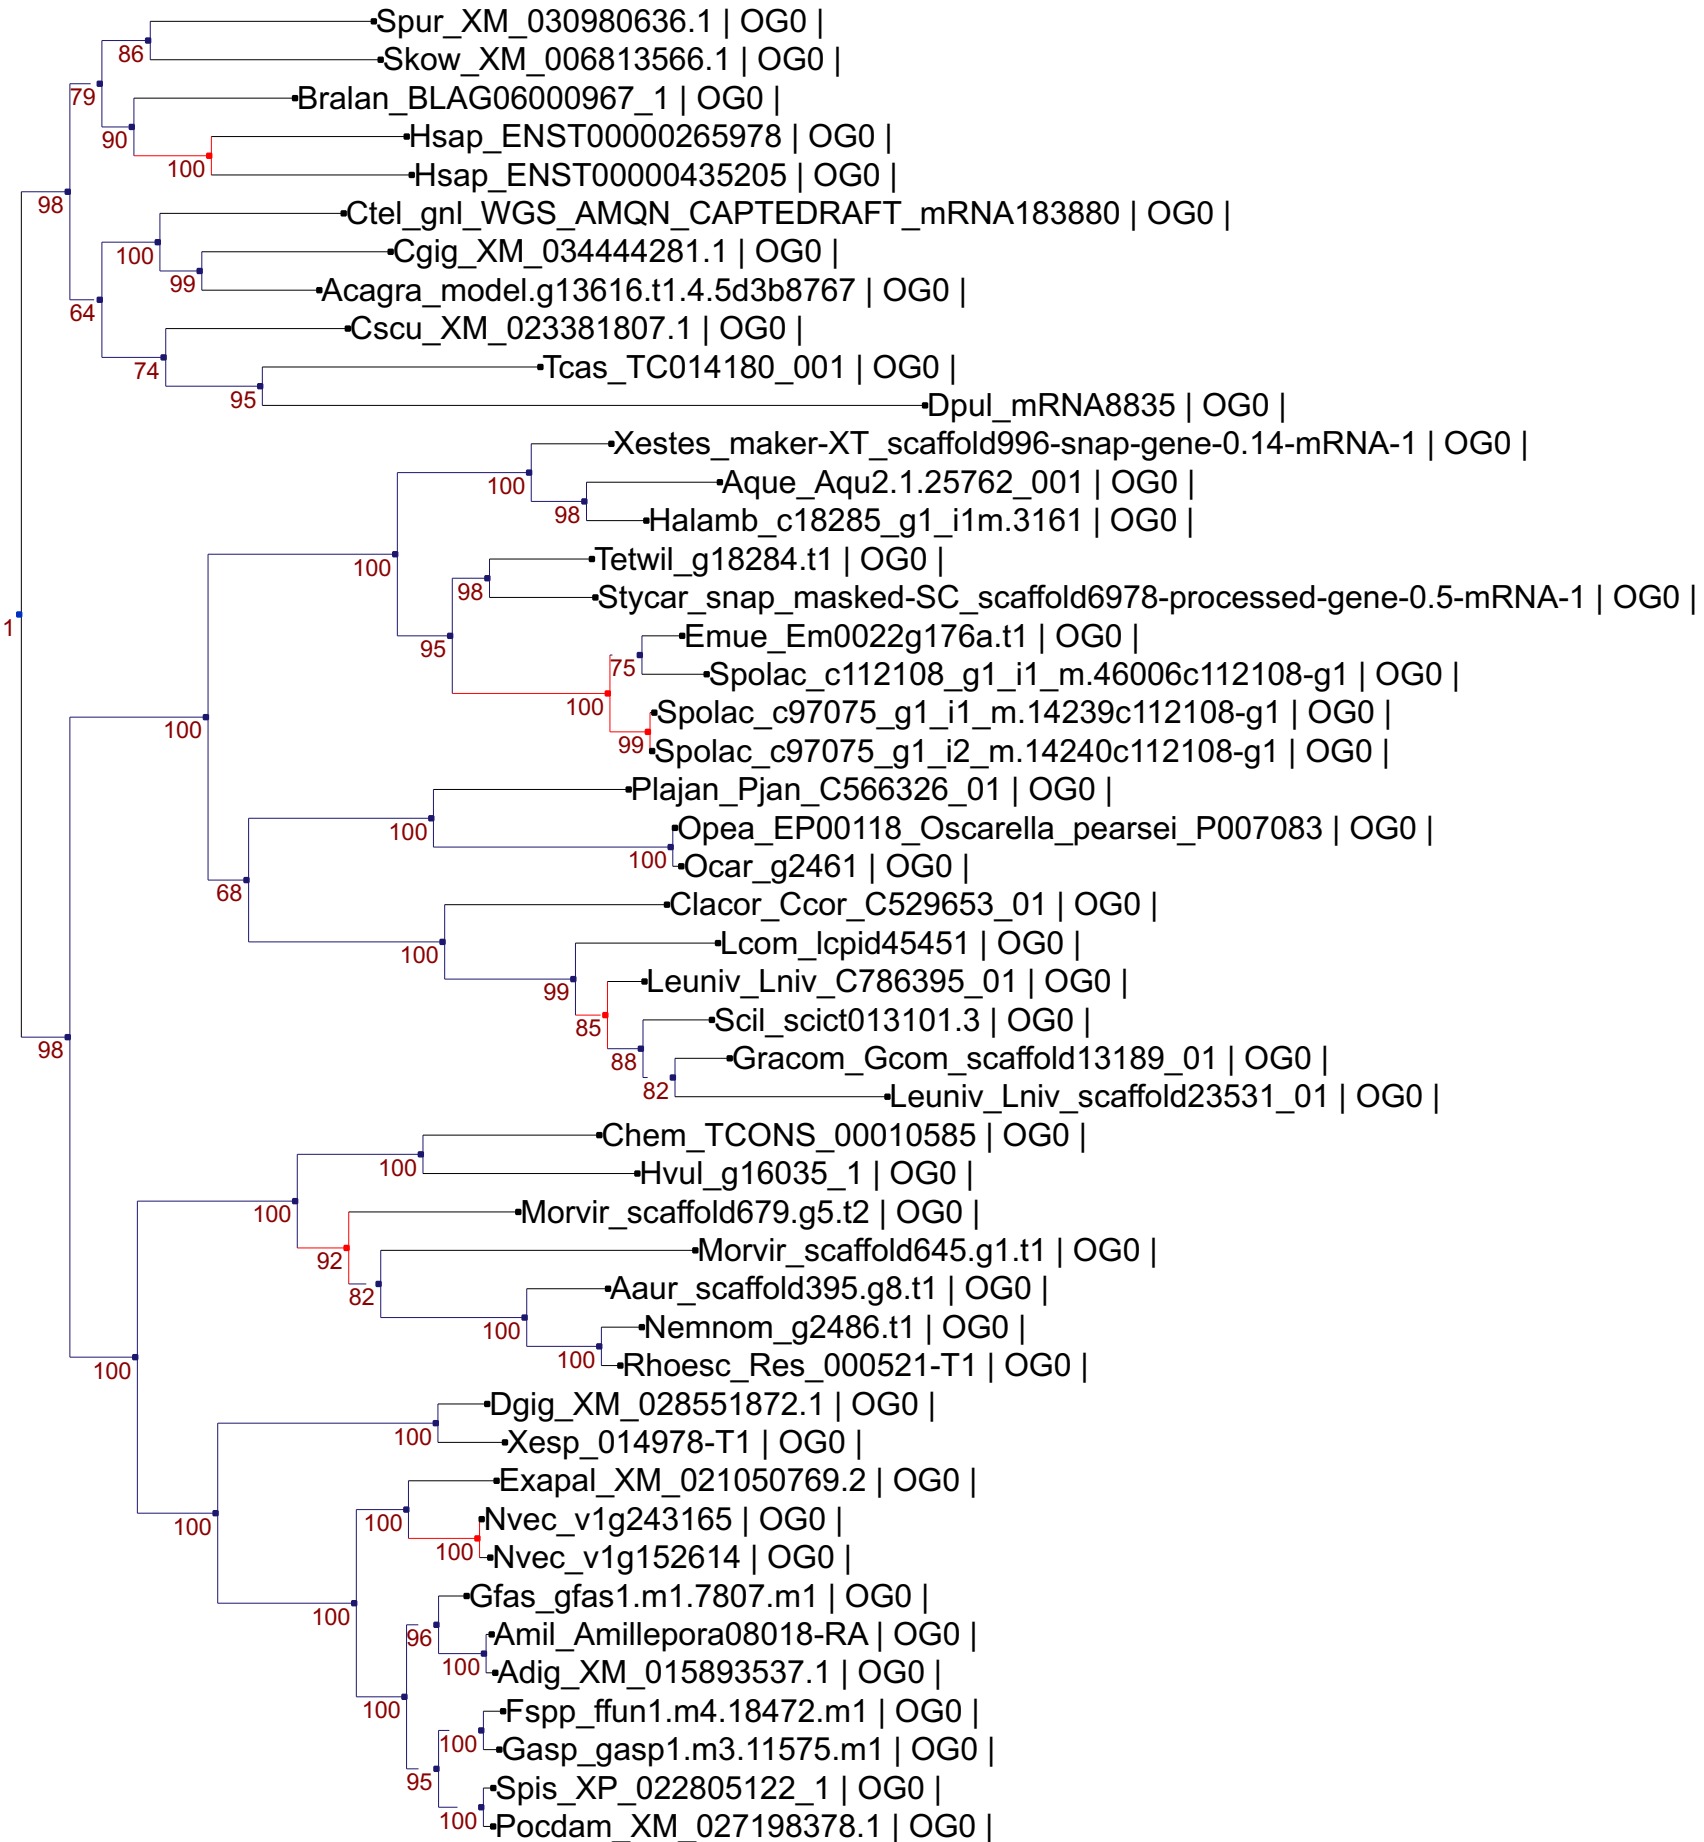 Spur_XM_030980636.1 | OG0 |
86
Skow_XM_006813566.1 | OG0 |
79
Bralan_BLAG06000967_1 | OG0 |
90
Hsap_ENST00000265978 | OG0 |
100
Hsap_ENST00000435205 | OG0 |
98
Ctel_gnl_WGS_AMQN_CAPTEDRAFT_mRNA183880 | OG0 |
100
Cgig_XM_034444281.1 | OG0 |
99
Acagra_model.g13616.t1.4.5d3b8767 | OG0 |
64
Cscu_XM_023381807.1 | OG0 |
74
Tcas_TC014180_001 | OG0 |
95
Dpul_mRNA8835 | OG0 |
Xestes_maker-XT_scaffold996-snap-gene-0.14-mRNA-1 | OG0 |
100
Aque_Aqu2.1.25762_001 | OG0 |
98
Halamb_c18285_g1_i1m.3161 | OG0 |
100
Tetwil_g18284.t1 | OG0 |
98
Stycar_snap_masked-SC_scaffold6978-processed-gene-0.5-mRNA-1 | OG0 |
1
95
Emue_Em0022g176a.t1 | OG0 |
75
Spolac_c112108_g1_i1_m.46006c112108-g1 | OG0 |
100
Spolac_c97075_g1_i1_m.14239c112108-g1 | OG0 |
99
Spolac_c97075_g1_i2_m.14240c112108-g1 | OG0 |
100
Plajan_Pjan_C566326_01 | OG0 |
100
Opea_EP00118_Oscarella_pearsei_P007083 | OG0 |
100
Ocar_g2461 | OG0 |
68
Clacor_Ccor_C529653_01 | OG0 |
100
Lcom_lcpid45451 | OG0 |
99
Leuniv_Lniv_C786395_01 | OG0 |
85
Scil_scict013101.3 | OG0 |
88
Gracom_Gcom_scaffold13189_01 | OG0 |
82
Leuniv_Lniv_scaffold23531_01 | OG0 |
98
Chem_TCONS_00010585 | OG0 |
100
Hvul_g16035_1 | OG0 |
100
Morvir_scaffold679.g5.t2 | OG0 |
92
Morvir_scaffold645.g1.t1 | OG0 |
82
Aaur_scaffold395.g8.t1 | OG0 |
100
Nemnom_g2486.t1 | OG0 |
100
Rhoesc_Res_000521-T1 | OG0 |
100
Dgig_XM_028551872.1 | OG0 |
100
Xesp_014978-T1 | OG0 |
Exapal_XM_021050769.2 | OG0 |
100
100
Nvec_v1g243165 | OG0 |
100
Nvec_v1g152614 | OG0 |
100
Gfas_gfas1.m1.7807.m1 | OG0 |
96
Amil_Amillepora08018-RA | OG0 |
100
Adig_XM_015893537.1 | OG0 |
100
Fspp_ffun1.m4.18472.m1 | OG0 |
100
Gasp_gasp1.m3.11575.m1 | OG0 |
95
Spis_XP_022805122_1 | OG0 |
100
Pocdam_XM_027198378.1 | OG0 |